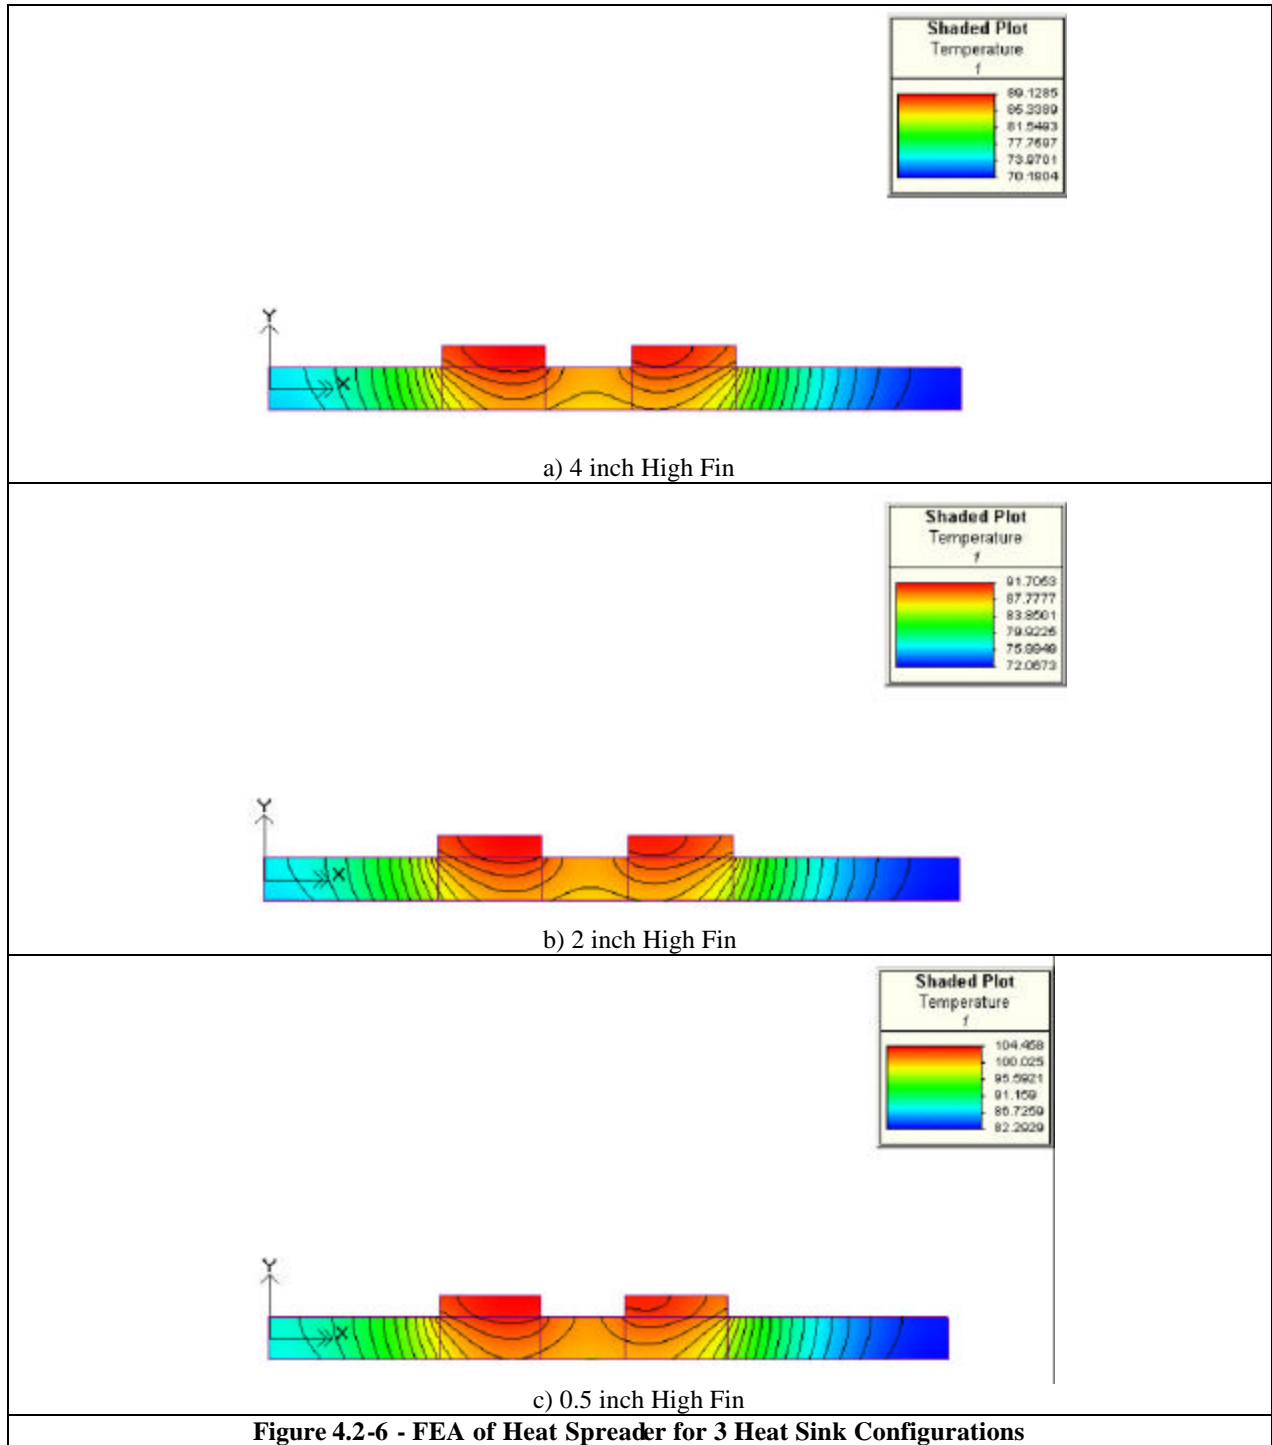 Shaded Plot
Temperature
f
89.1285
85.3389
81.5493
77.7597
73.9701
70.1804
Y
X
a) 4 inch High Fin
Shaded Plot
Temperature
f
91.7053
87.7777
83.8501
79.9225
75.9949
72.0673
Y
X
b) 2 inch High Fin
Shaded Plot
Temperature
f
104.458
100.025
95.5921
91.159
86.7259
82.2929
Y
X
c) 0.5 inch High Fin
Figure 4.2-6 - FEA of Heat Spreader for 3 Heat Sink Configurations